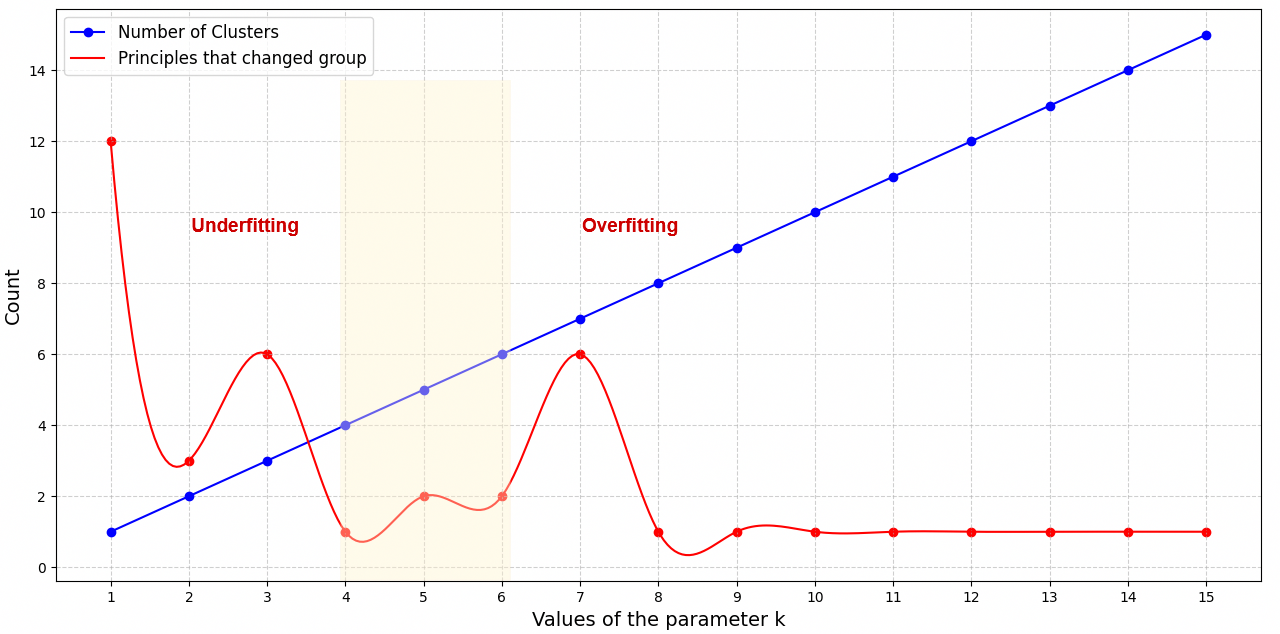 Number of Clusters
Principles that changed group
14
12
10
8
6
4
2
0
Count
Underfitting
Overfitting
1 2 3 4 5 6 7 8 9 10 11 12 13 14 15
Values of the parameter k